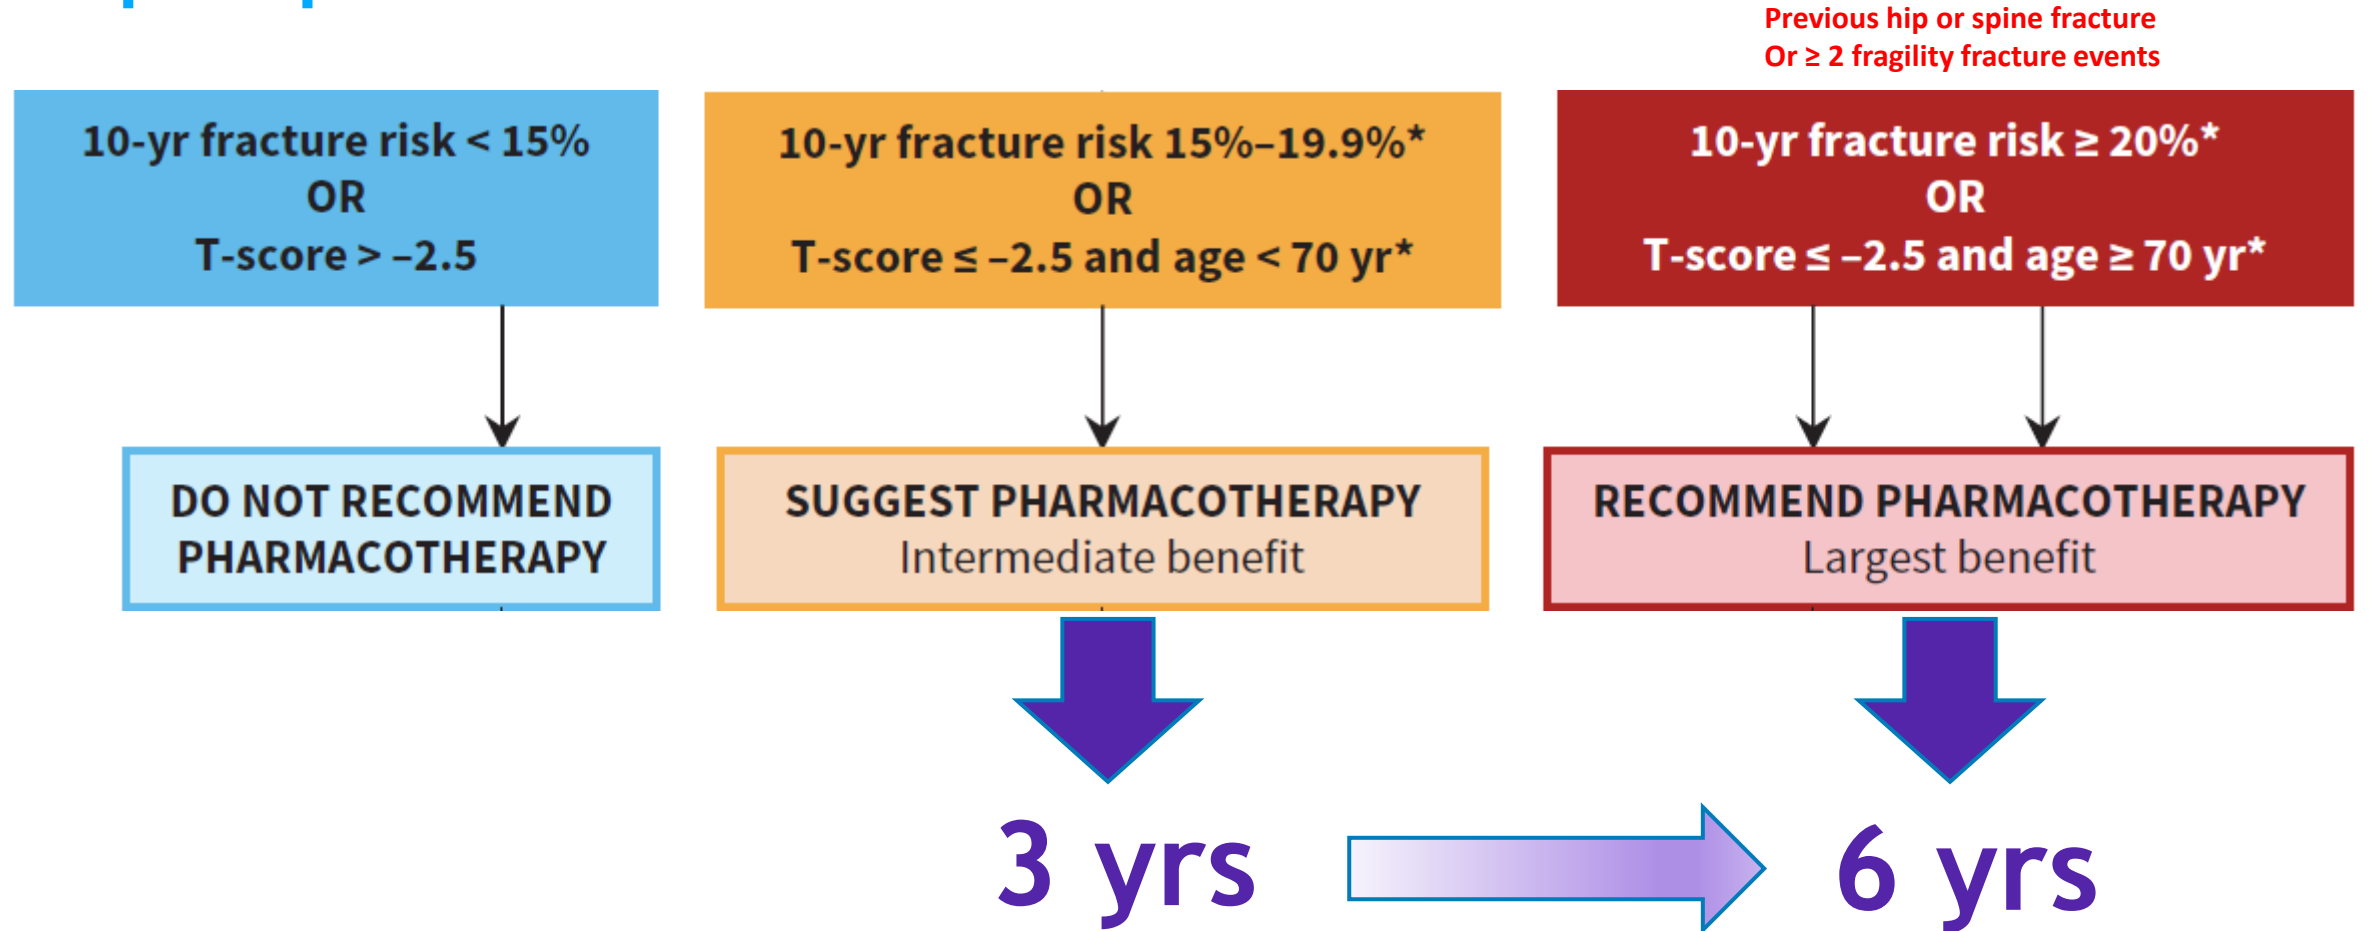 Previous hip or spine fracture
Or ≥ 2 fragility fracture events
10-yr fracture risk < 15%
OR
T-score > –2.5
10-yr fracture risk 15%–19.9%*
OR
T-score ≤ –2.5 and age < 70 yr*
10-yr fracture risk ≥ 20%*
OR
T-score ≤ –2.5 and age ≥ 70 yr*
DO NOT RECOMMEND
PHARMACOTHERAPY
SUGGEST PHARMACOTHERAPY
Intermediate benefit
RECOMMEND PHARMACOTHERAPY
Largest benefit
3 yrs
6 yrs